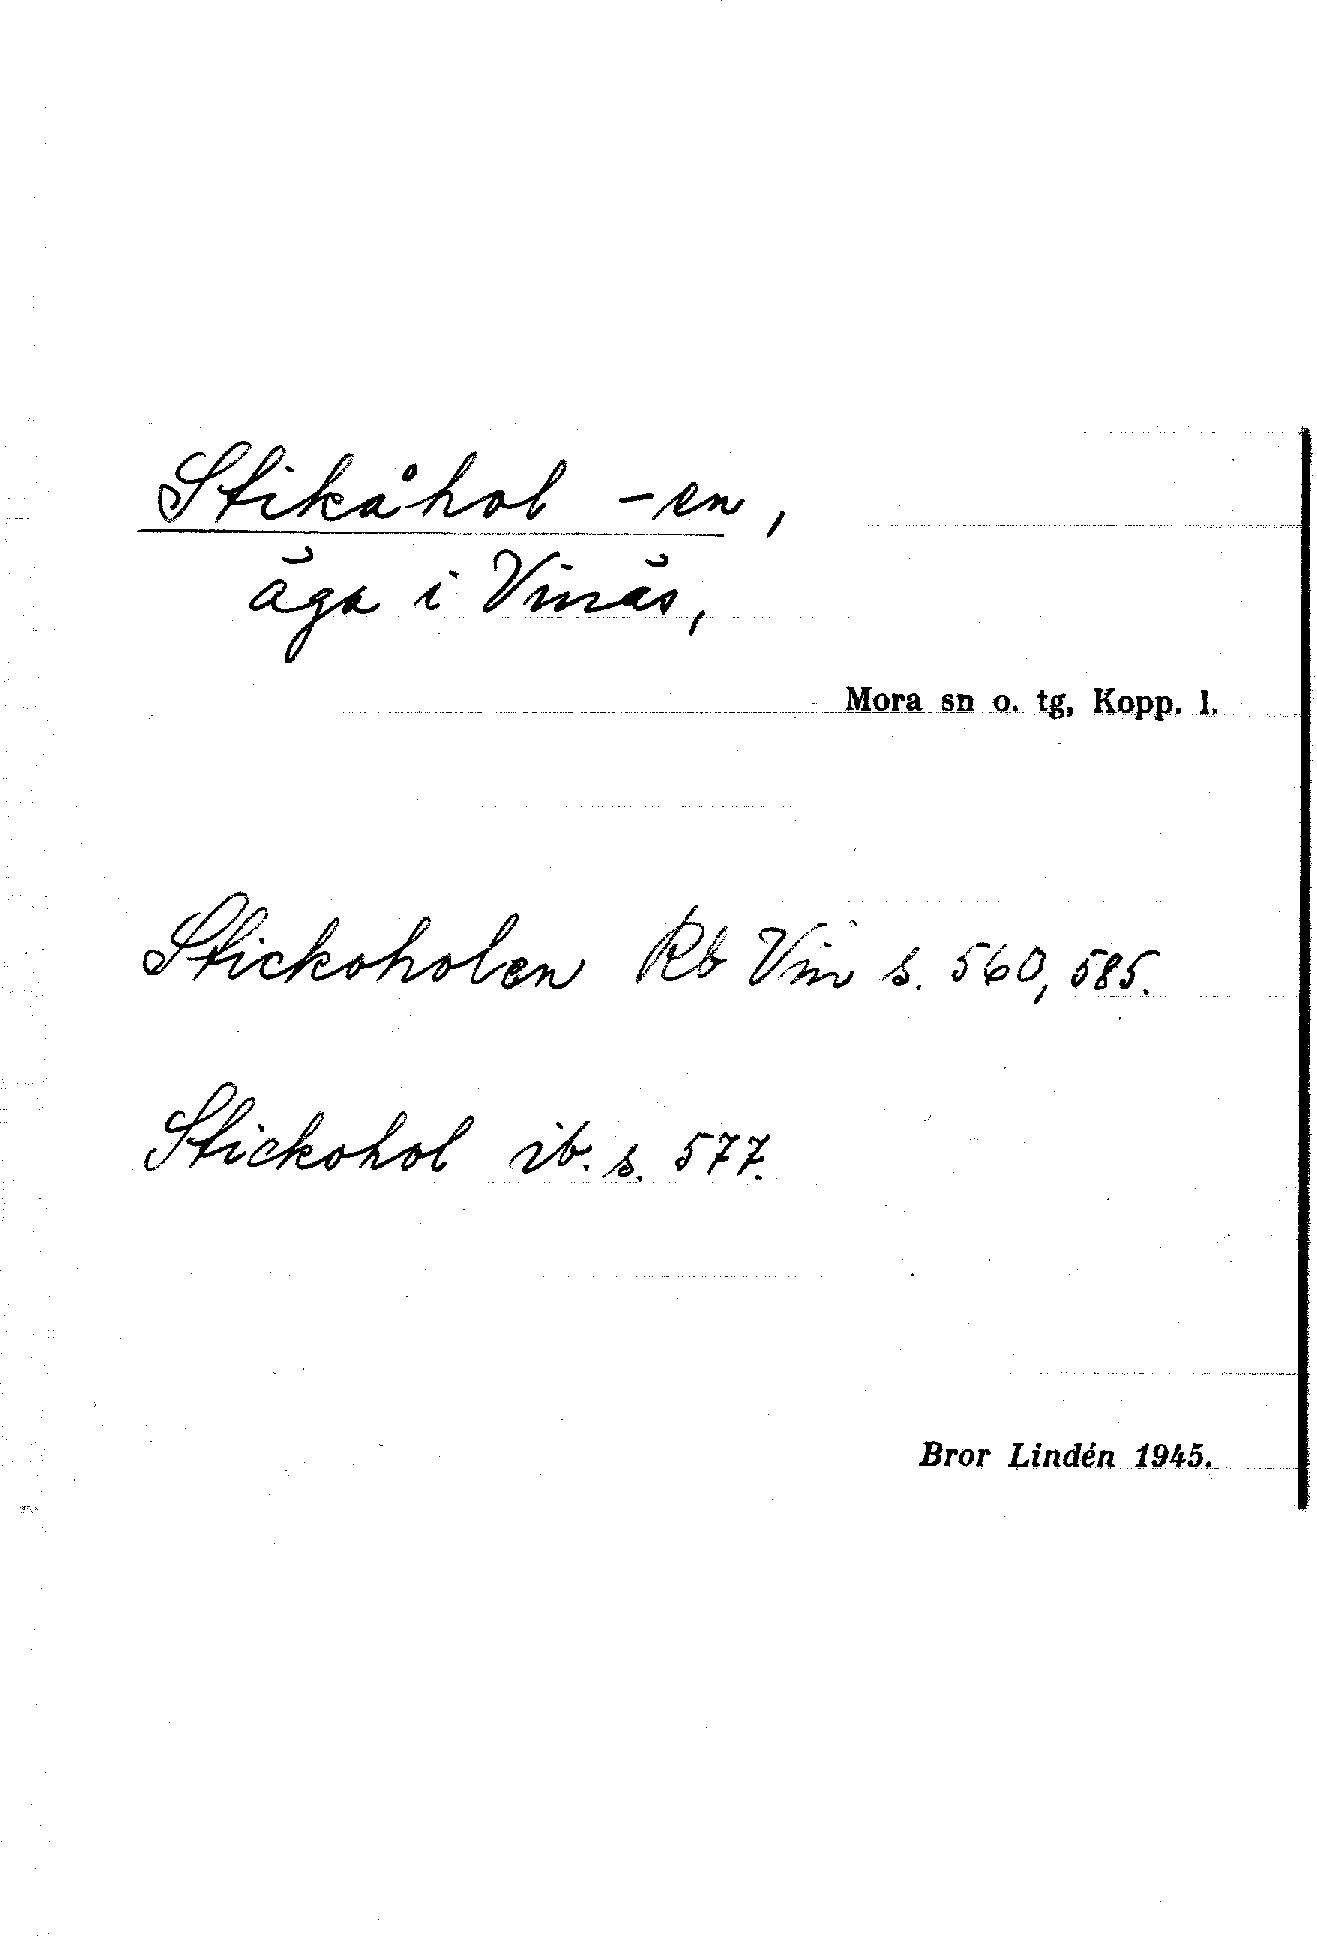 Stikåhol -en,
äga i Vinäs,
Mora sn o. tg, Kopp. l.
Stickoholen Rb Vin s. 560, 585.
Stickohol ib. s. 577.
Bror Lindén 1945.